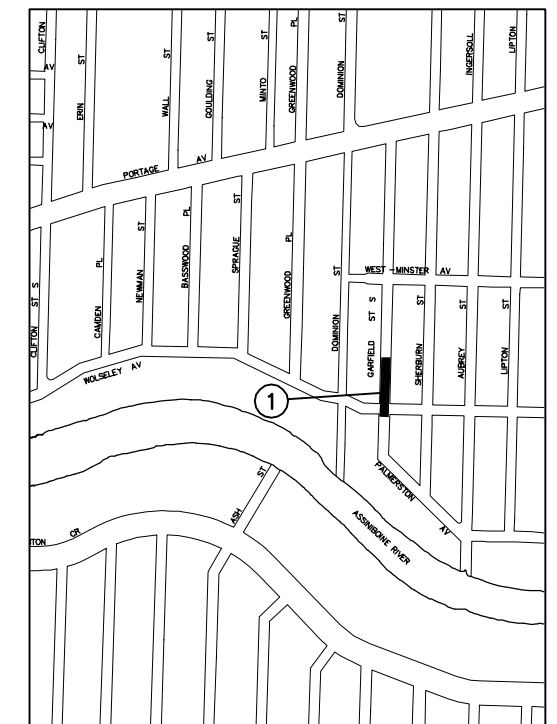 CLIFTON
AV
AV
ERIN ST
WALL ST
GOULDING ST
MINTO ST
GREENWOOD PL
DOMINION ST
INGERSOLL
LIPTON
PORTAGE AV
CLIFTON ST S
CAMDEN PL
NEWMAN ST
BASSWOOD PL
SPRAGUE ST
GREENWOOD PL
DOMINION ST
WEST-MINSTER AV
GARFIELD ST S
SHERBURN ST
AUBREY ST
LIPTON ST
WOLSELEY AV
1
PALMERSTON AV
ASH ST
ASSINIBOINE RIVER
TON CR